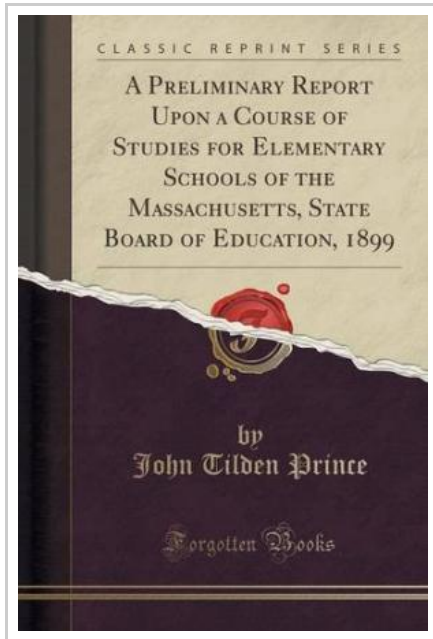 CLASSIC REPRINT SERIES
A PRELIMINARY REPORT
UPON A COURSE OF
STUDIES FOR ELEMENTARY
SCHOOLS OF THE
MASSACHUSETTS, STATE
BOARD OF EDUCATION, 1899
by
John Tilden Prince
Forgotten Books